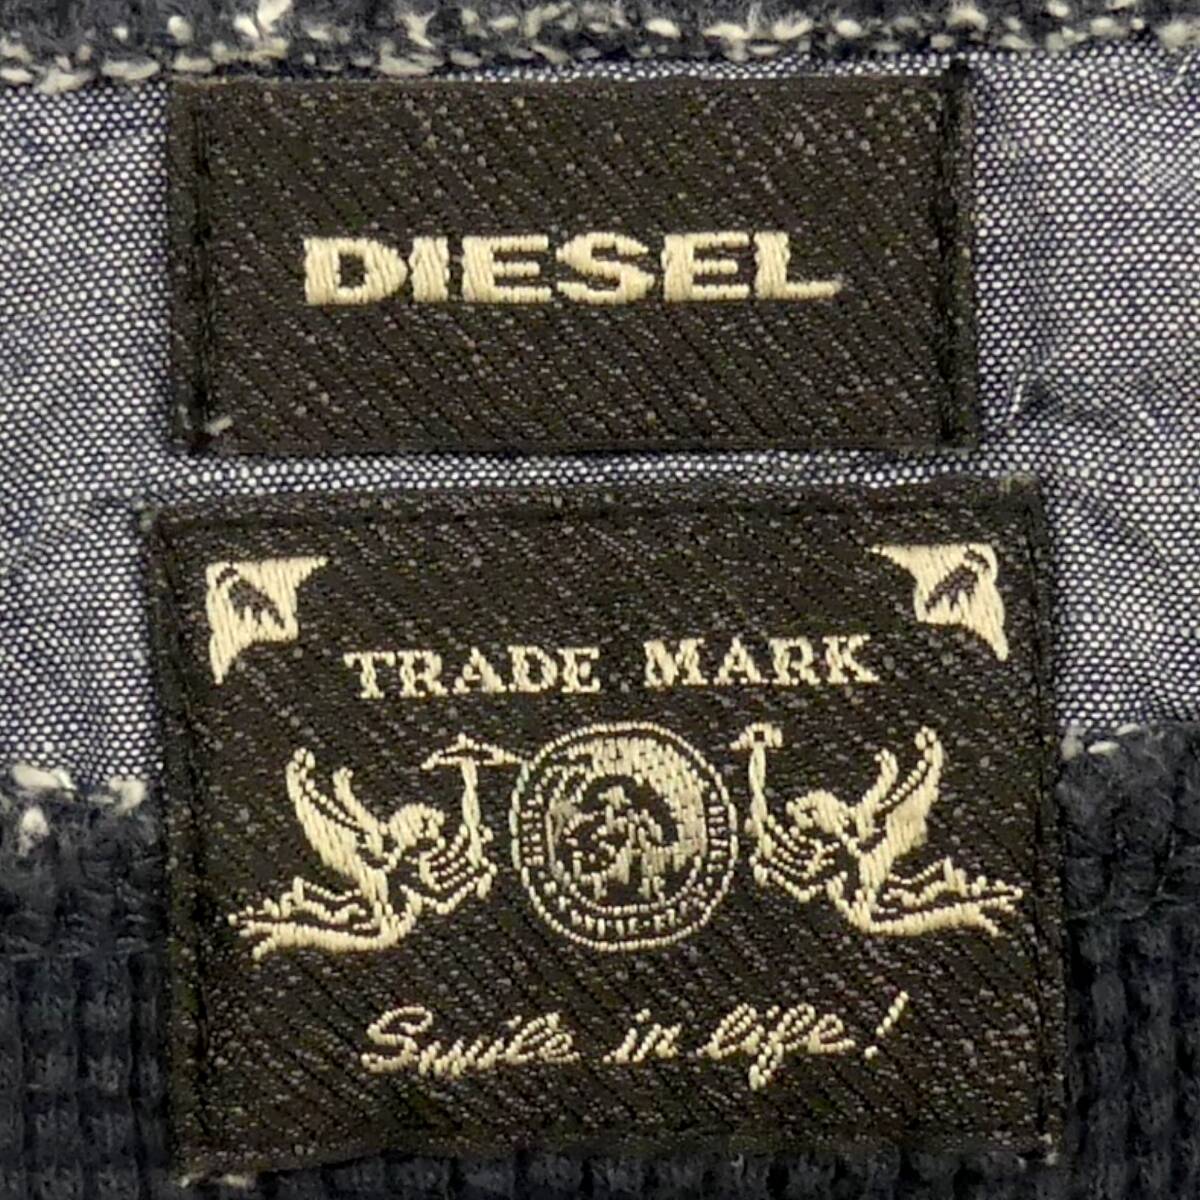 DIESEL
TRADE MARK
Smile in life!